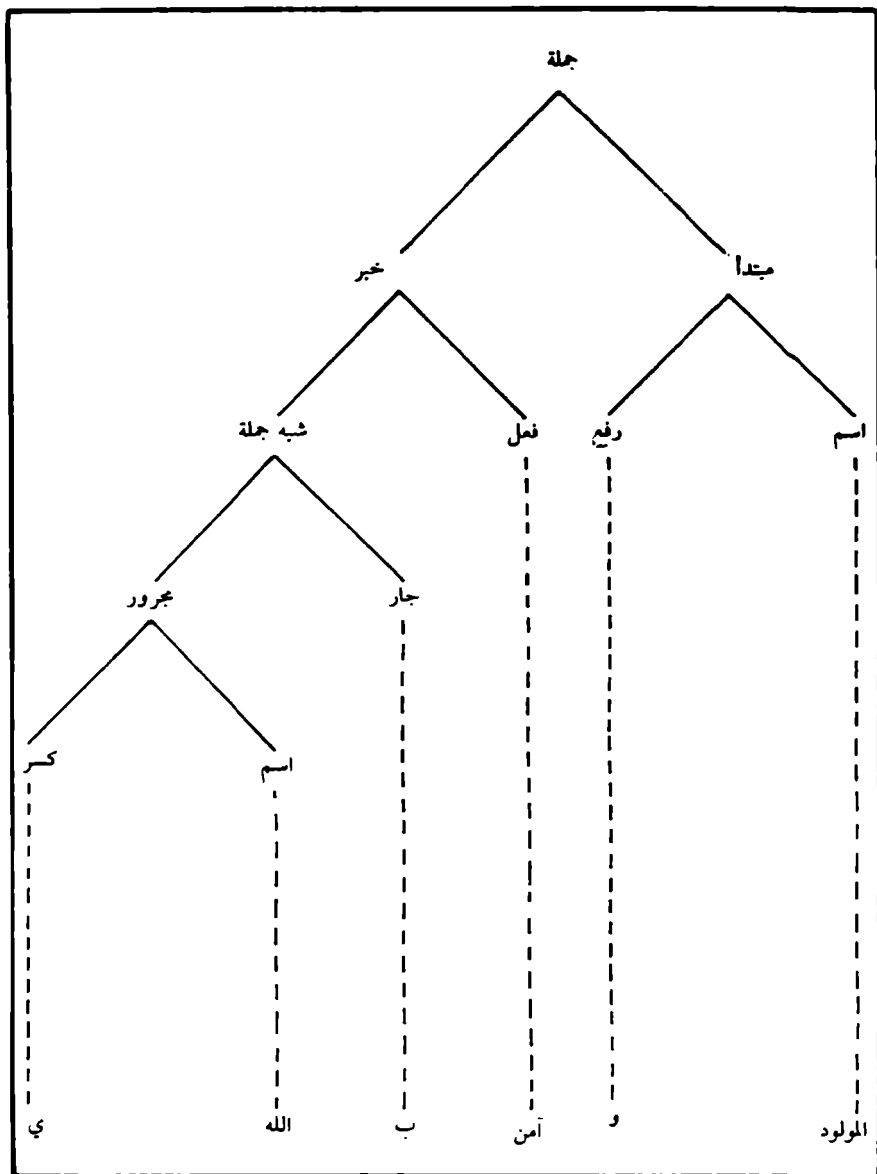 جملة
مبتدأ خبر
اسم رفع فعل شبه جملة
جار مجرور
اسم كسر
المولود و آمن ب الله ي